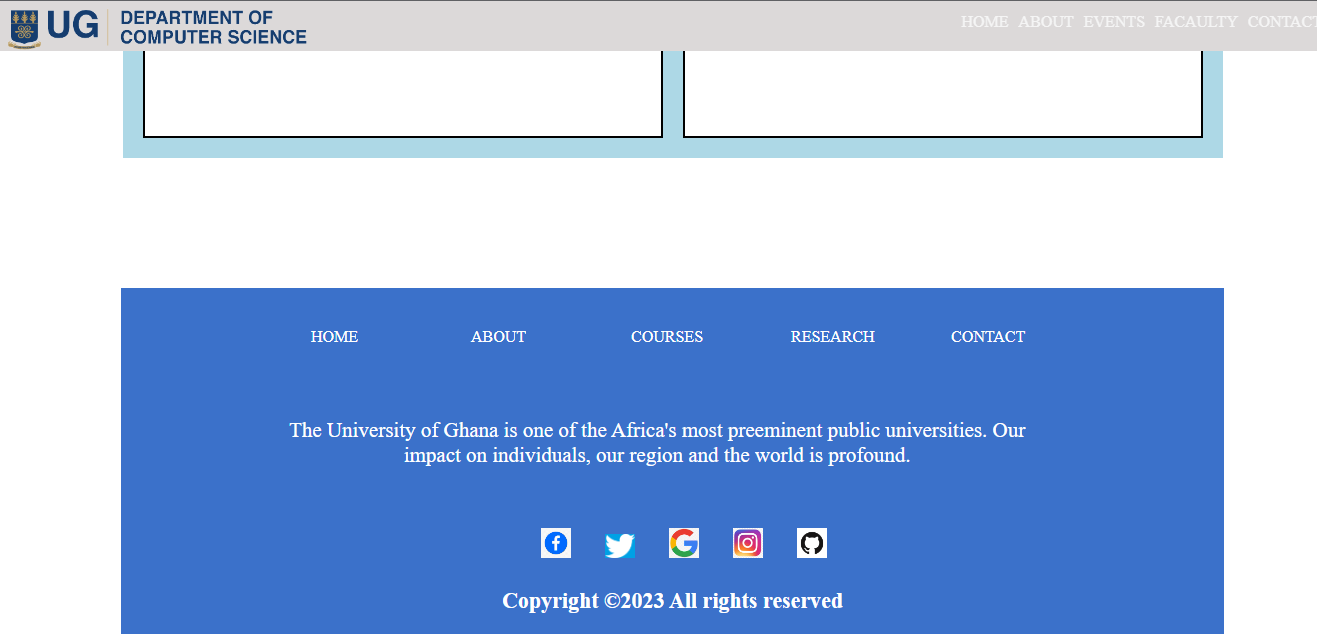 UG DEPARTMENT OF
COMPUTER SCIENCE
HOME ABOUT EVENTS FACAULTY CONTACT
HOME ABOUT COURSES RESEARCH CONTACT
The University of Ghana is one of the Africa's most preeminent public universities. Our
impact on individuals, our region and the world is profound.
Copyright ©2023 All rights reserved